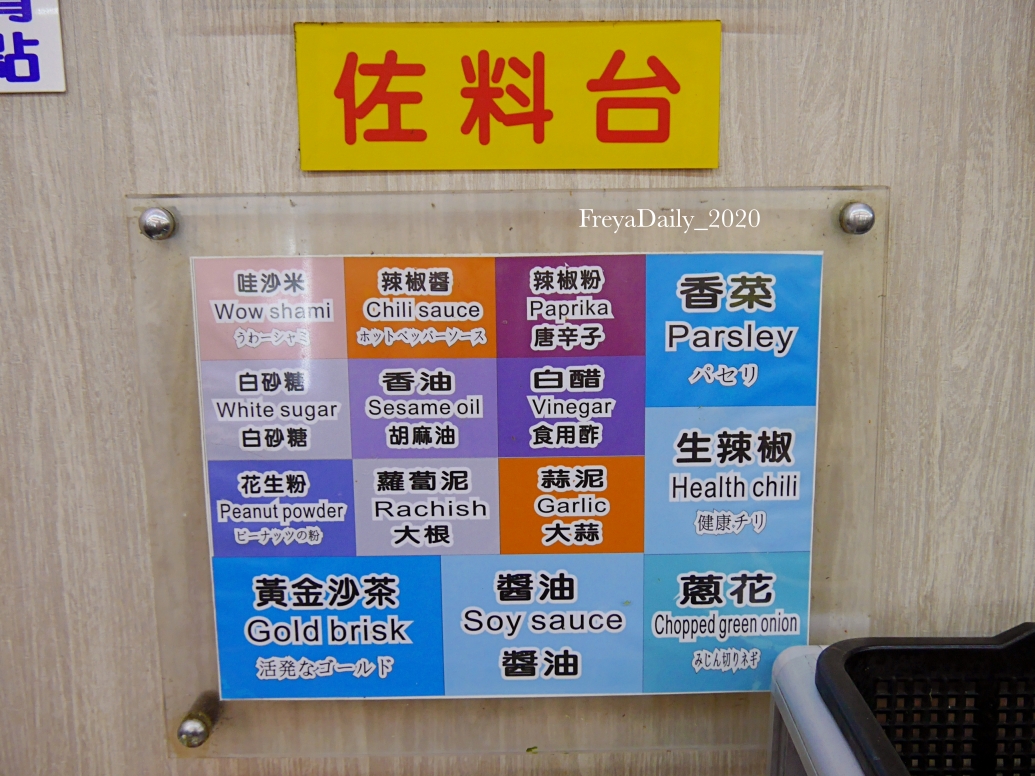 點
佐料台
FreyaDaily_2020
哇沙米
Wow shami
うわーシャミ
辣椒醬
Chili sauce
ホットペッパーソース
辣椒粉
Paprika
唐辛子
香菜
Parsley
パセリ
白砂糖
White sugar
白砂糖
香油
Sesame oil
胡麻油
白醋
Vinegar
食用酢
生辣椒
Health chili
健康チリ
花生粉
Peanut powder
ピーナッツの粉
蘿蔔泥
Rachish
大根
蒜泥
Garlic
大蒜
黃金沙茶
Gold brisk
活発なゴールド
醬油
Soy sauce
醬油
蔥花
Chopped green onion
みじん切りネギ